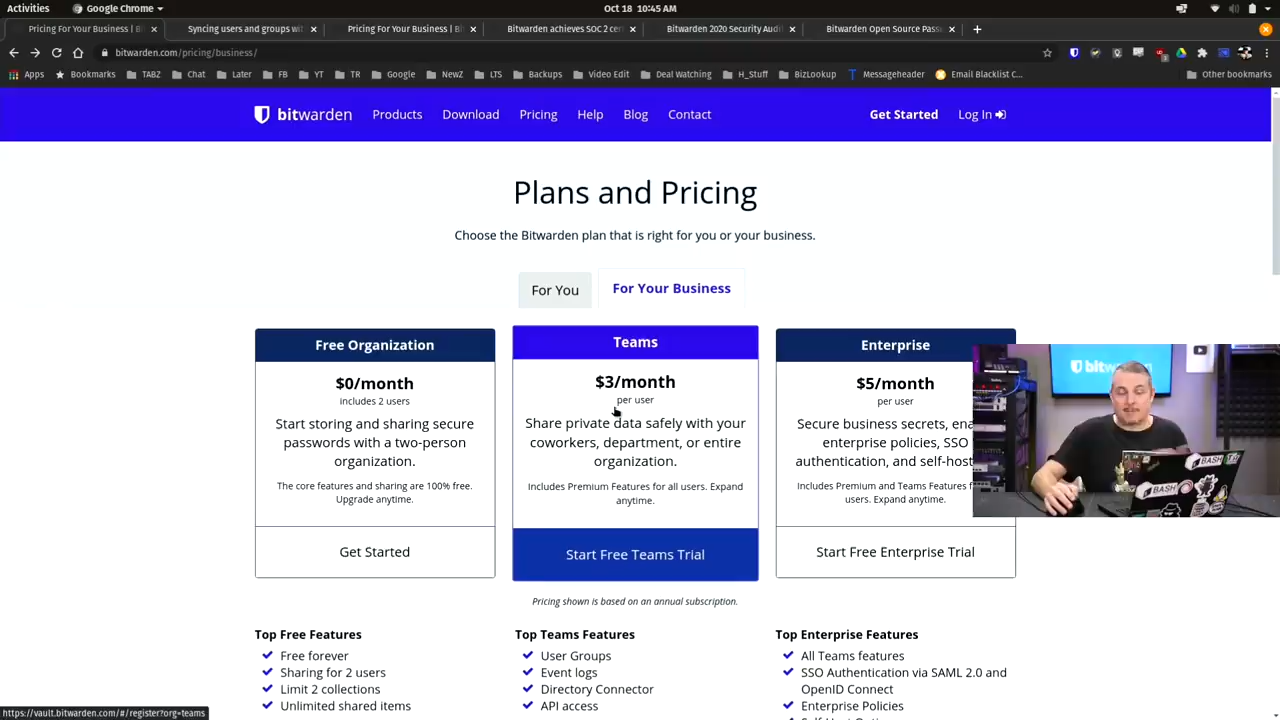 Activities
Google Chrome
Oct 18 10:45 AM
Pricing For Your Business | B
Syncing users and groups wit
Pricing For Your Business | Bi
Bitwarden achieves SOC 2 cer
Bitwarden 2020 Security Audi
Bitwarden Open Source Pass
bitwarden.com/pricing/business/
Apps
Bookmarks
TABZ
Chat
Later
FB
YT
TR
Google
NewZ
LTS
Backups
Video Edit
Deal Watching
H_Stuff
BizLookup
Messageheader
Email Blacklist C...
Other bookmarks
bitwarden
Products
Download
Pricing
Help
Blog
Contact
Get Started
Log In
Plans and Pricing
Choose the Bitwarden plan that is right for you or your business.
For You
For Your Business
Free Organization
$0/month
includes 2 users
Start storing and sharing secure
passwords with a two-person
organization.
The core features and sharing are 100% free.
Upgrade anytime.
Get Started
Teams
$3/month
per user
Share private data safely with your
coworkers, department, or entire
organization.
Includes Premium Features for all users. Expand
anytime.
Start Free Teams Trial
Enterprise
$5/month
per user
Secure business secrets, ena
enterprise policies, SSO
authentication, and self-host
Includes Premium and Teams Features f
users. Expand anytime.
Start Free Enterprise Trial
bitwarden
BASH
BASH
Pricing shown is based on an annual subscription.
Top Free Features
Free forever
Sharing for 2 users
Limit 2 collections
Unlimited shared items
Top Teams Features
User Groups
Event logs
Directory Connector
API access
Top Enterprise Features
All Teams features
SSO Authentication via SAML 2.0 and
OpenID Connect
Enterprise Policies
https://vault.bitwarden.com/#/register?org=teams